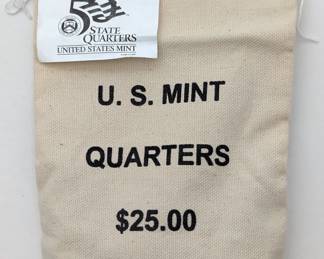 50
STATE
QUARTERS
UNITED STATES MINT
U. S. MINT
QUARTERS
$25.00